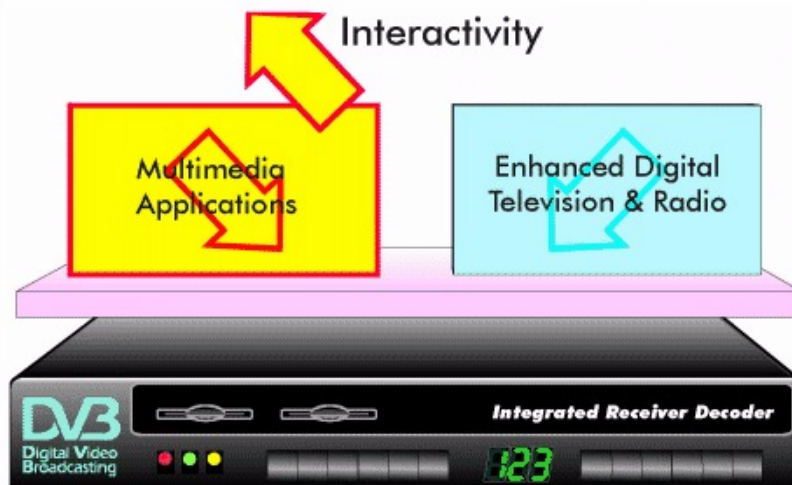 Interactivity
Multimedia
Applications
Enhanced Digital
Television & Radio
DVB
Digital Video
Broadcasting
Integrated Receiver Decoder
123